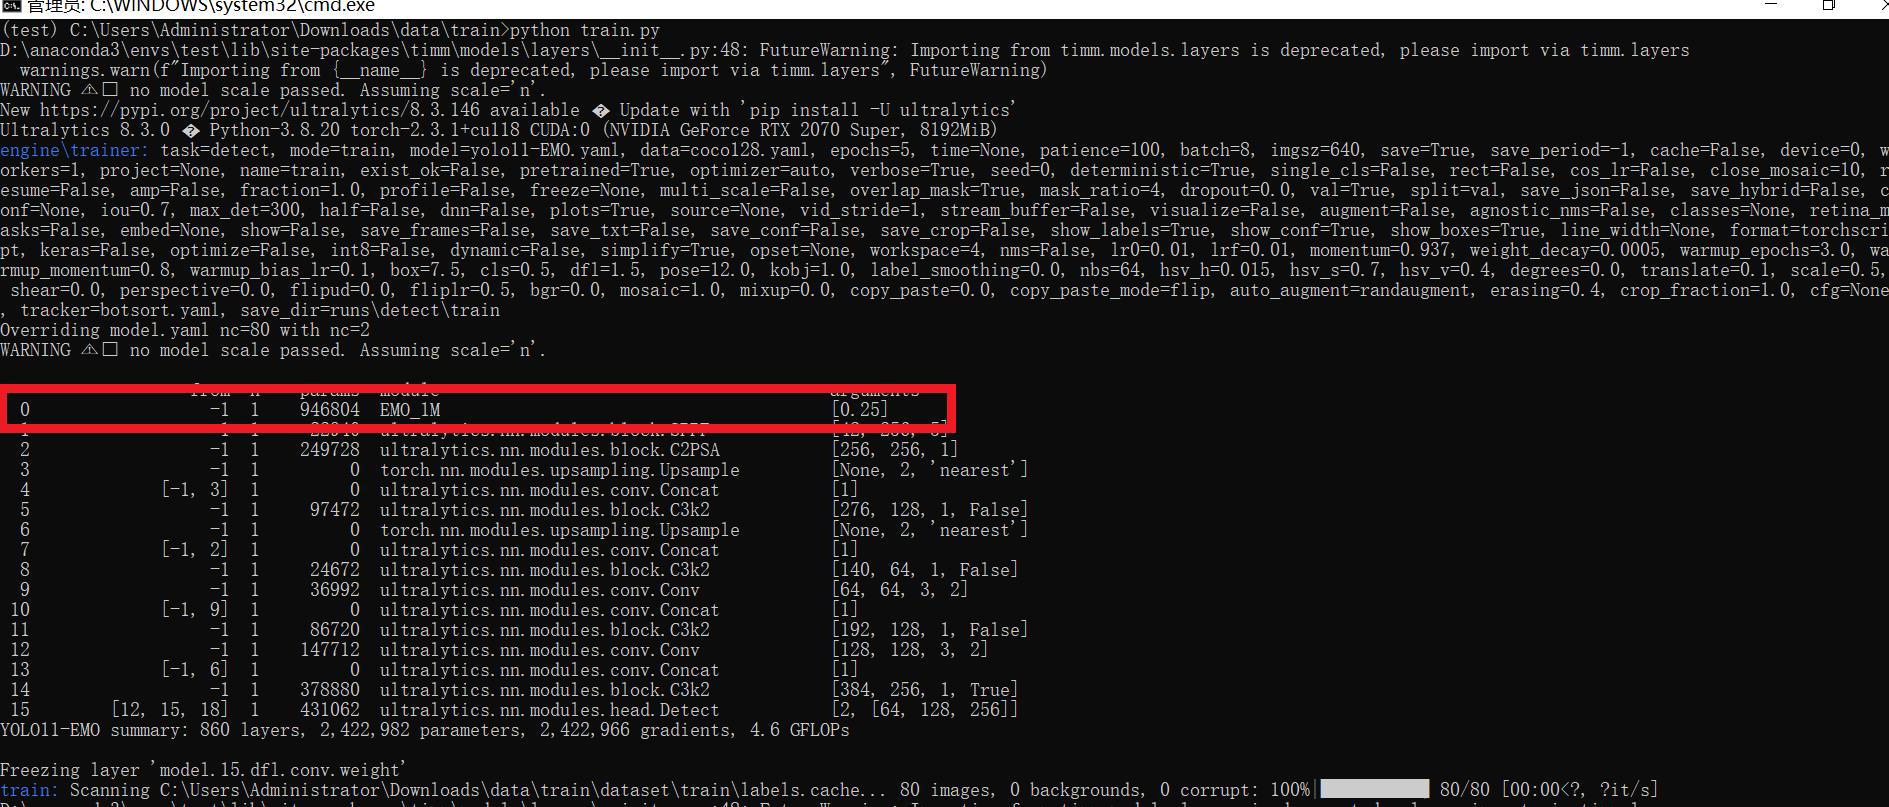 管理员: C:\WINDOWS\system32\cmd.exe
(test) C:\Users\Administrator\Downloads\data\train>python train.py
D:\anaconda3\envs\test\lib\site-packages\timm\models\layers\__init__.py:48: FutureWarning: Importing from timm.models.layers is deprecated, please import via timm.layers
  warnings.warn(f"Importing from {__name__} is deprecated, please import via timm.layers", FutureWarning)
WARNING ⚠□ no model scale passed. Assuming scale='n'.
New https://pypi.org/project/ultralytics/8.3.146 available � Update with 'pip install -U ultralytics'
Ultralytics 8.3.0 � Python-3.8.20 torch-2.3.1+cu118 CUDA:0 (NVIDIA GeForce RTX 2070 Super, 8192MiB)
engine\trainer: task=detect, mode=train, model=yolo11-EMO.yaml, data=coco128.yaml, epochs=5, time=None, patience=100, batch=8, imgsz=640, save=True, save_period=-1, cache=False, device=0, w
orkers=1, project=None, name=train, exist_ok=False, pretrained=True, optimizer=auto, verbose=True, seed=0, deterministic=True, single_cls=False, rect=False, cos_lr=False, close_mosaic=10, r
esume=False, amp=False, fraction=1.0, profile=False, freeze=None, multi_scale=False, overlap_mask=True, mask_ratio=4, dropout=0.0, val=True, split=val, save_json=False, save_hybrid=False, c
onf=None, iou=0.7, max_det=300, half=False, dnn=False, plots=True, source=None, vid_stride=1, stream_buffer=False, visualize=False, augment=False, agnostic_nms=False, classes=None, retina_m
asks=False, embed=None, show=False, save_frames=False, save_txt=False, save_conf=False, save_crop=False, show_labels=True, show_conf=True, show_boxes=True, line_width=None, format=torchscri
pt, keras=False, optimize=False, int8=False, dynamic=False, simplify=True, opset=None, workspace=4, nms=False, lr0=0.01, lrf=0.01, momentum=0.937, weight_decay=0.0005, warmup_epochs=3.0, wa
rmup_momentum=0.8, warmup_bias_lr=0.1, box=7.5, cls=0.5, dfl=1.5, pose=12.0, kobj=1.0, label_smoothing=0.0, nbs=64, hsv_h=0.015, hsv_s=0.7, hsv_v=0.4, degrees=0.0, translate=0.1, scale=0.5,
 shear=0.0, perspective=0.0, flipud=0.0, fliplr=0.5, bgr=0.0, mosaic=1.0, mixup=0.0, copy_paste=0.0, copy_paste_mode=flip, auto_augment=randaugment, erasing=0.4, crop_fraction=1.0, cfg=None
, tracker=botsort.yaml, save_dir=runs\detect\train
Overriding model.yaml nc=80 with nc=2
WARNING ⚠□ no model scale passed. Assuming scale='n'.
from n params module arguments
0 -1 1 946804 EMO_1M [0.25]
1 -1 1
2 -1 1 249728 ultralytics.nn.modules.block.C2PSA [256, 256, 1]
3 -1 1 0 torch.nn.modules.upsampling.Upsample [None, 2, 'nearest']
4 [-1, 3] 1 0 ultralytics.nn.modules.conv.Concat [1]
5 -1 1 97472 ultralytics.nn.modules.block.C3k2 [276, 128, 1, False]
6 -1 1 0 torch.nn.modules.upsampling.Upsample [None, 2, 'nearest']
7 [-1, 2] 1 0 ultralytics.nn.modules.conv.Concat [1]
8 -1 1 24672 ultralytics.nn.modules.block.C3k2 [140, 64, 1, False]
9 -1 1 36992 ultralytics.nn.modules.conv.Conv [64, 64, 3, 2]
10 [-1, 9] 1 0 ultralytics.nn.modules.conv.Concat [1]
11 -1 1 86720 ultralytics.nn.modules.block.C3k2 [192, 128, 1, False]
12 -1 1 147712 ultralytics.nn.modules.conv.Conv [128, 128, 3, 2]
13 [-1, 6] 1 0 ultralytics.nn.modules.conv.Concat [1]
14 -1 1 378880 ultralytics.nn.modules.block.C3k2 [384, 256, 1, True]
15 [12, 15, 18] 1 431062 ultralytics.nn.modules.head.Detect [2, [64, 128, 256]]
YOLO11-EMO summary: 860 layers, 2,422,982 parameters, 2,422,966 gradients, 4.6 GFLOPs
Freezing layer 'model.15.dfl.conv.weight'
train: Scanning C:\Users\Administrator\Downloads\data\train\dataset\train\labels.cache... 80 images, 0 backgrounds, 0 corrupt: 100%|██████████ 80/80 [00:00<?, ?it/s]